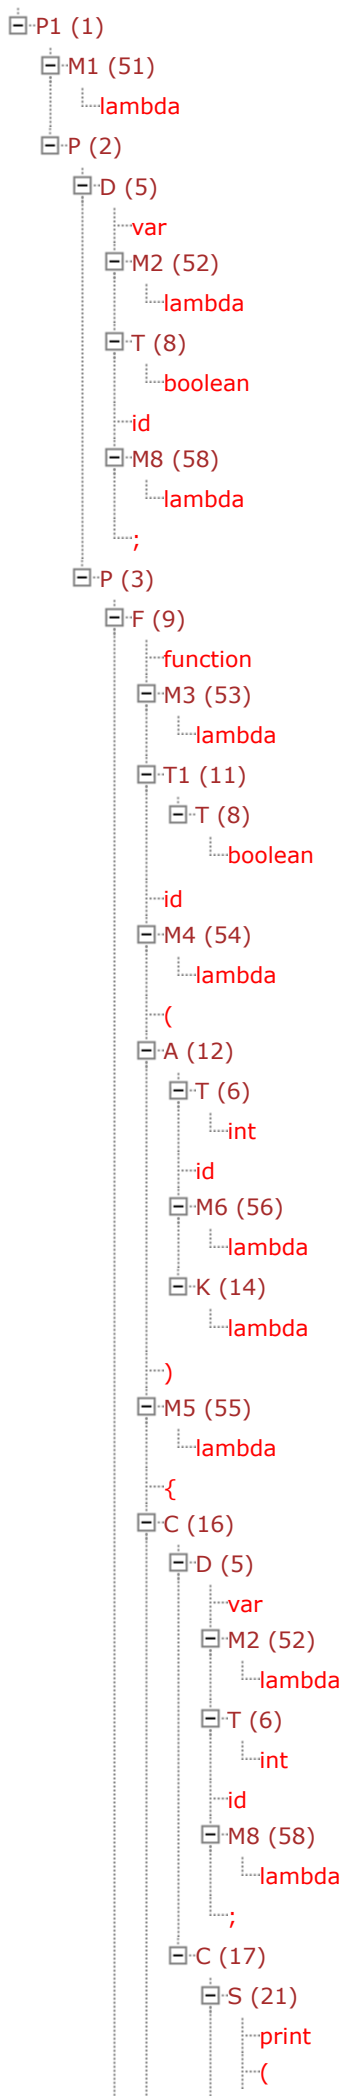 P1 (1)
M1 (51)
lambda
P (2)
D (5)
var
M2 (52)
lambda
T (8)
boolean
id
M8 (58)
lambda
;
P (3)
F (9)
function
M3 (53)
lambda
T1 (11)
T (8)
boolean
id
M4 (54)
lambda
(
A (12)
T (6)
int
id
M6 (56)
lambda
K (14)
lambda
)
M5 (55)
lambda
{
C (16)
D (5)
var
M2 (52)
lambda
T (6)
int
id
M8 (58)
lambda
;
C (17)
S (21)
print
(